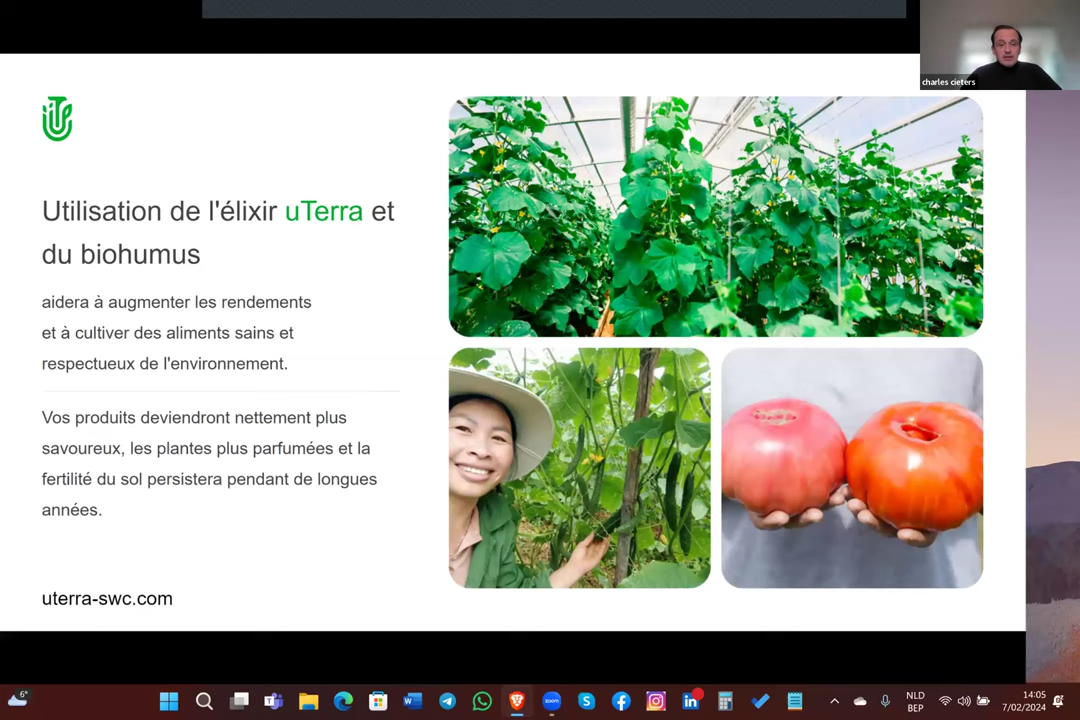 charles cieters
Utilisation de l'élixir uTerra et
du biohumus
aidera à augmenter les rendements
et à cultiver des aliments sains et
respectueux de l'environnement.
Vos produits deviendront nettement plus
savoureux, les plantes plus parfumées et la
fertilité du sol persistera pendant de longues
années.
uterra-swc.com
6°
NLD
BEP
14:05
7/02/2024